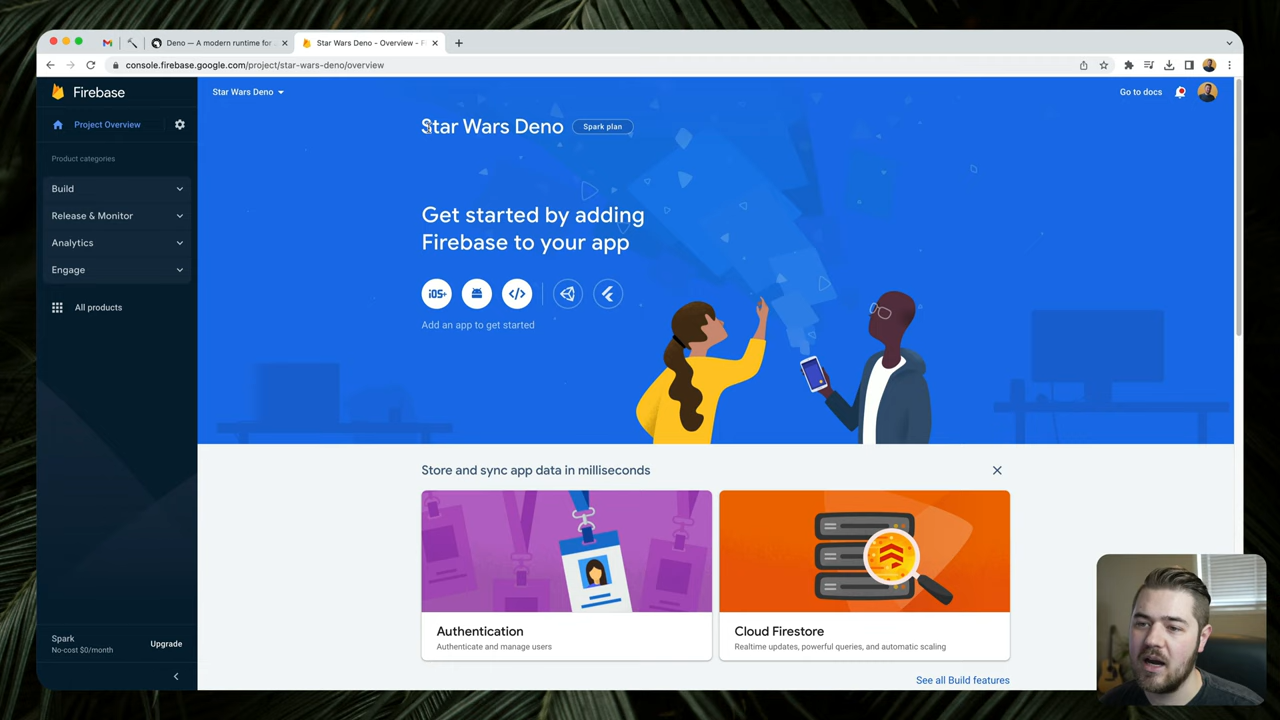 Deno — A modern runtime for
Star Wars Deno - Overview - F
console.firebase.google.com/project/star-wars-deno/overview
Firebase
Star Wars Deno
Go to docs
Project Overview
Star Wars Deno
Spark plan
Product categories
Build
Release & Monitor
Analytics
Engage
All products
Get started by adding
Firebase to your app
iOS+
Add an app to get started
Store and sync app data in milliseconds
Authentication
Authenticate and manage users
Cloud Firestore
Realtime updates, powerful queries, and automatic scaling
See all Build features
Spark
No-cost $0/month
Upgrade